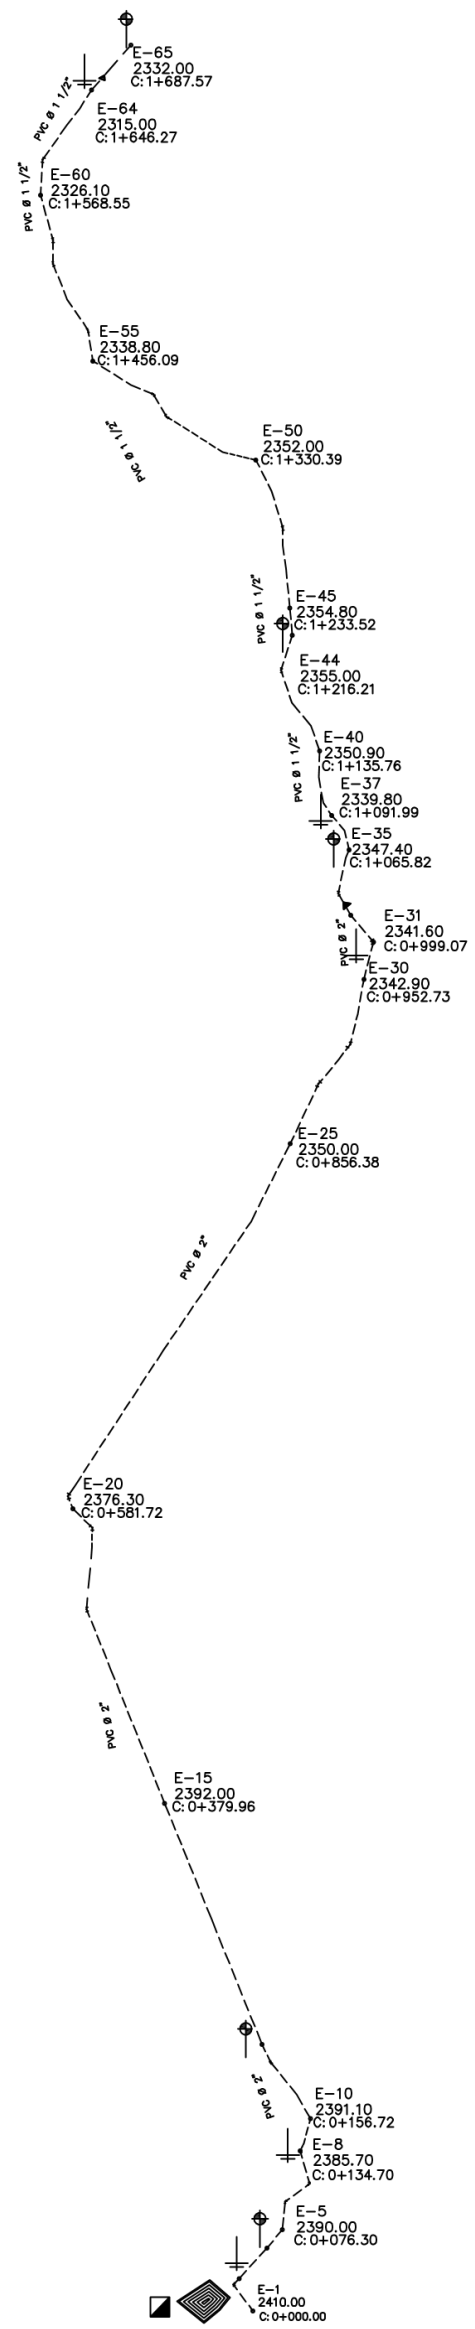 E-65
2332.00
C:1+687.57
PVC Ø 1 1/2"
E-64
2315.00
C:1+646.27
E-60
2326.10
C:1+568.55
PVC Ø 1 1/2"
E-55
2338.80
C:1+456.09
PVC Ø 1 1/2"
E-50
2352.00
C:1+330.39
PVC Ø 1 1/2"
E-45
2354.80
C:1+233.52
E-44
2355.00
C:1+216.21
PVC Ø 1 1/2"
E-40
2350.90
C:1+135.76
E-37
2339.80
C:1+091.99
E-35
2347.40
C:1+065.82
E-31
2341.60
C:0+999.07
PVC Ø 2"
E-30
2342.90
C:0+952.73
E-25
2350.00
C:0+856.38
PVC Ø 2"
E-20
2376.30
C:0+581.72
PVC Ø 2"
E-15
2392.00
C:0+379.96
PVC Ø 2"
E-10
2391.10
C:0+156.72
E-8
2385.70
C:0+134.70
E-5
2390.00
C:0+076.30
E-1
2410.00
C:0+000.00